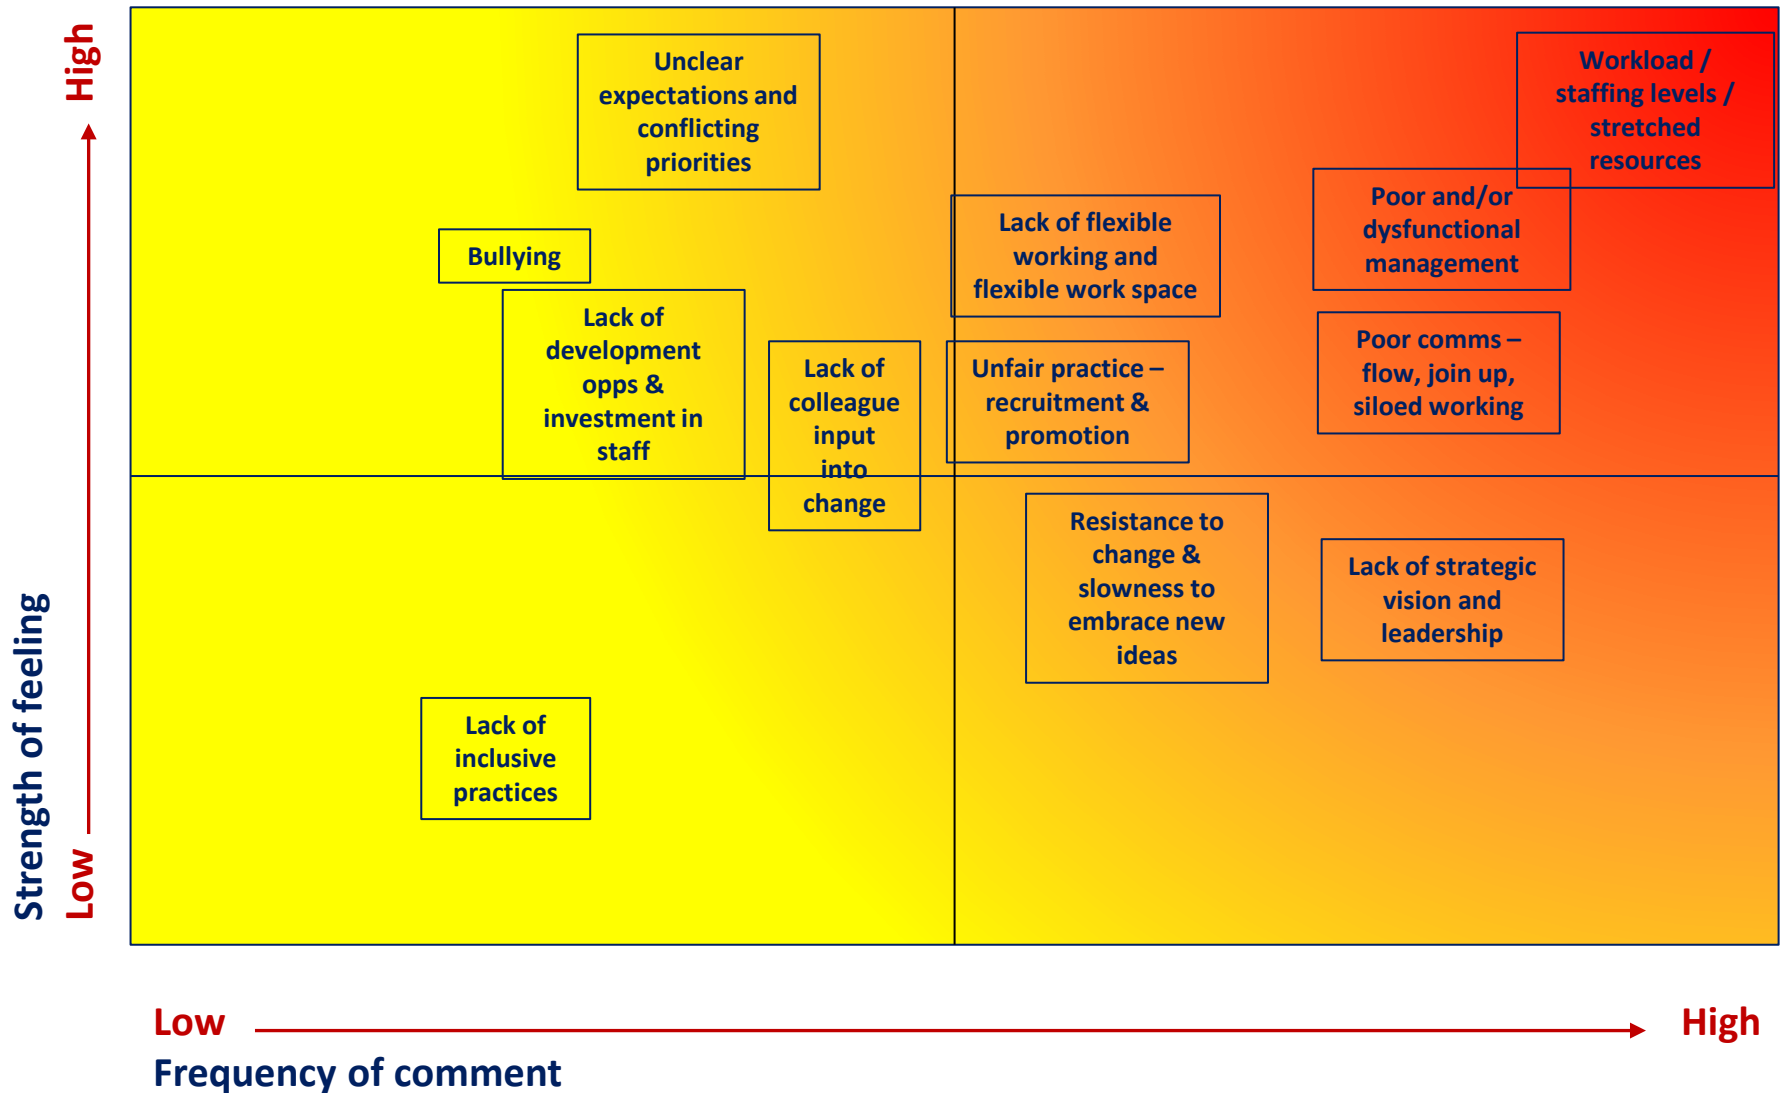 High
Unclear
expectations and
conflicting
priorities
Workload /
staffing levels /
stretched
resources
Poor and/or
dysfunctional
management
Lack of flexible
working and
flexible work space
Bullying
Lack of
development
opps &
investment in
staff
Lack of
colleague
input
into
change
Unfair practice –
recruitment &
promotion
Poor comms –
flow, join up,
siloed working
Resistance to
change &
slowness to
embrace new
ideas
Lack of strategic
vision and
leadership
Lack of
inclusive
practices
Strength of feeling
Low
Low
High
Frequency of comment